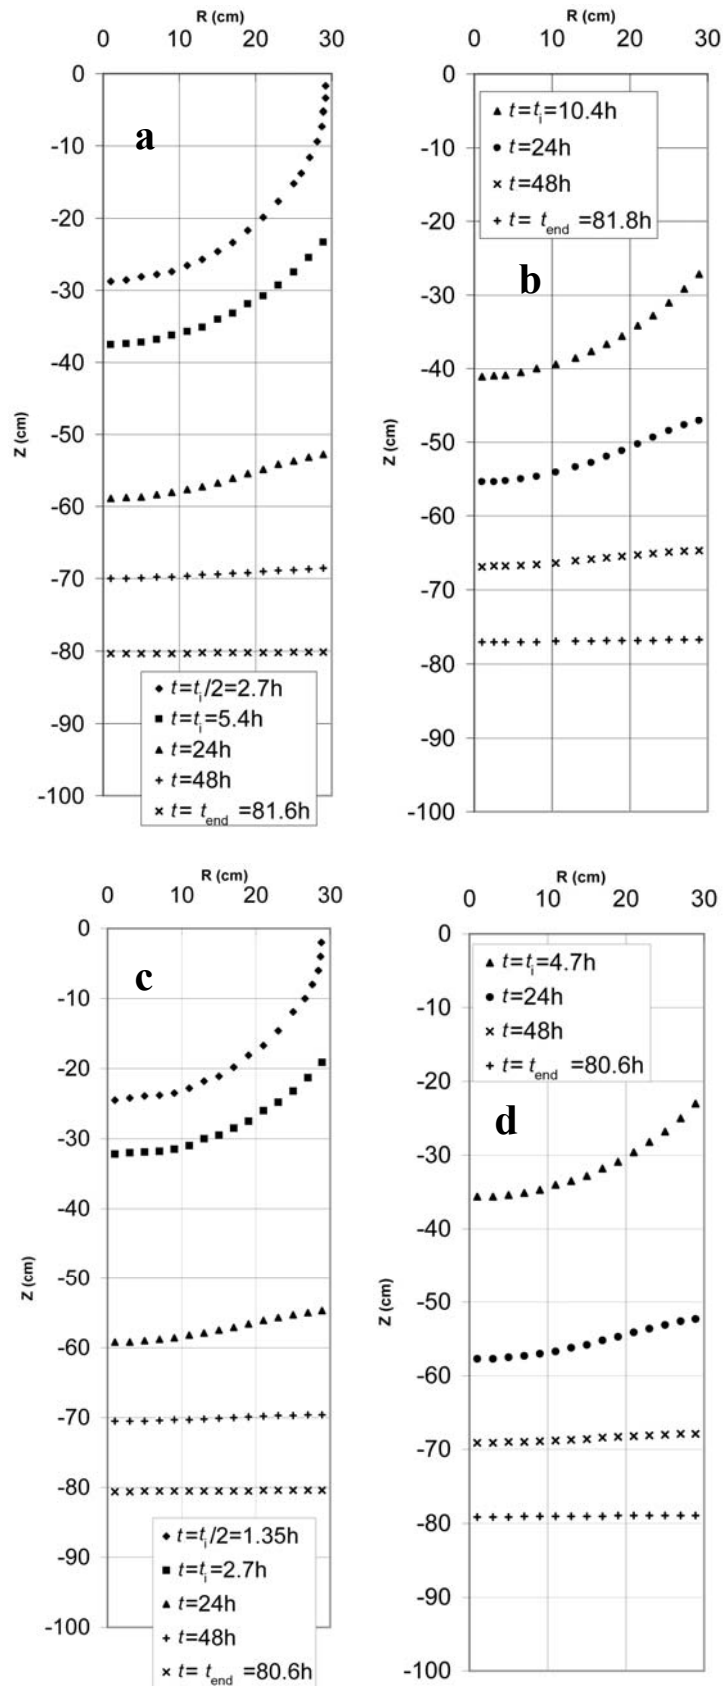 R (cm)
0 10 20 30
0
-10
-20
-30
-40
-50
-60
-70
-80
-90
-100
Z (cm)
a
t=ti/2=2.7h
t=ti=5.4h
t=24h
t=48h
t= tend =81.6h
R (cm)
0 10 20 30
0
-10
-20
-30
-40
-50
-60
-70
-80
-90
-100
Z (cm)
t=ti=10.4h
t=24h
t=48h
t= tend =81.8h
b
R (cm)
0 10 20 30
0
-10
-20
-30
-40
-50
-60
-70
-80
-90
-100
Z (cm)
c
t=ti/2=1.35h
t=ti=2.7h
t=24h
t=48h
t= tend =80.6h
R (cm)
0 10 20 30
0
-10
-20
-30
-40
-50
-60
-70
-80
-90
-100
Z (cm)
t=ti=4.7h
t=24h
t=48h
t= tend =80.6h
d